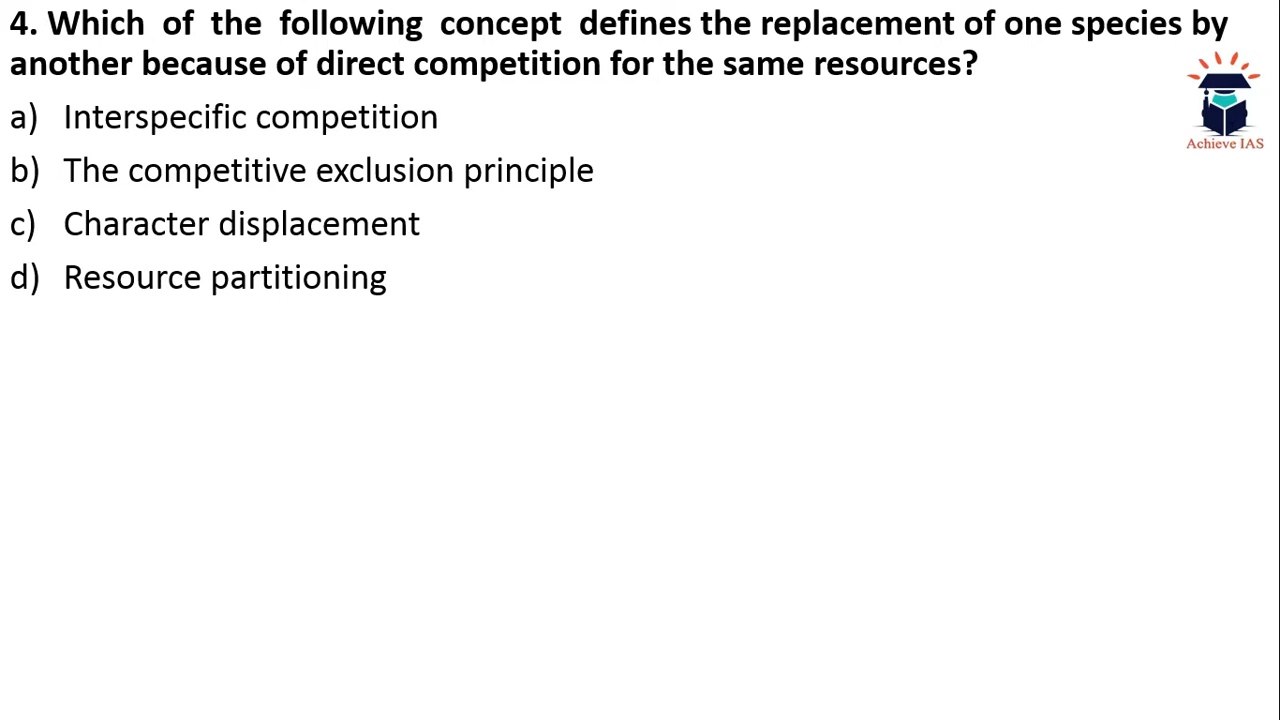 4. Which of the following concept defines the replacement of one species by
another because of direct competition for the same resources?
a) Interspecific competition
b) The competitive exclusion principle
c) Character displacement
d) Resource partitioning
Achieve IAS